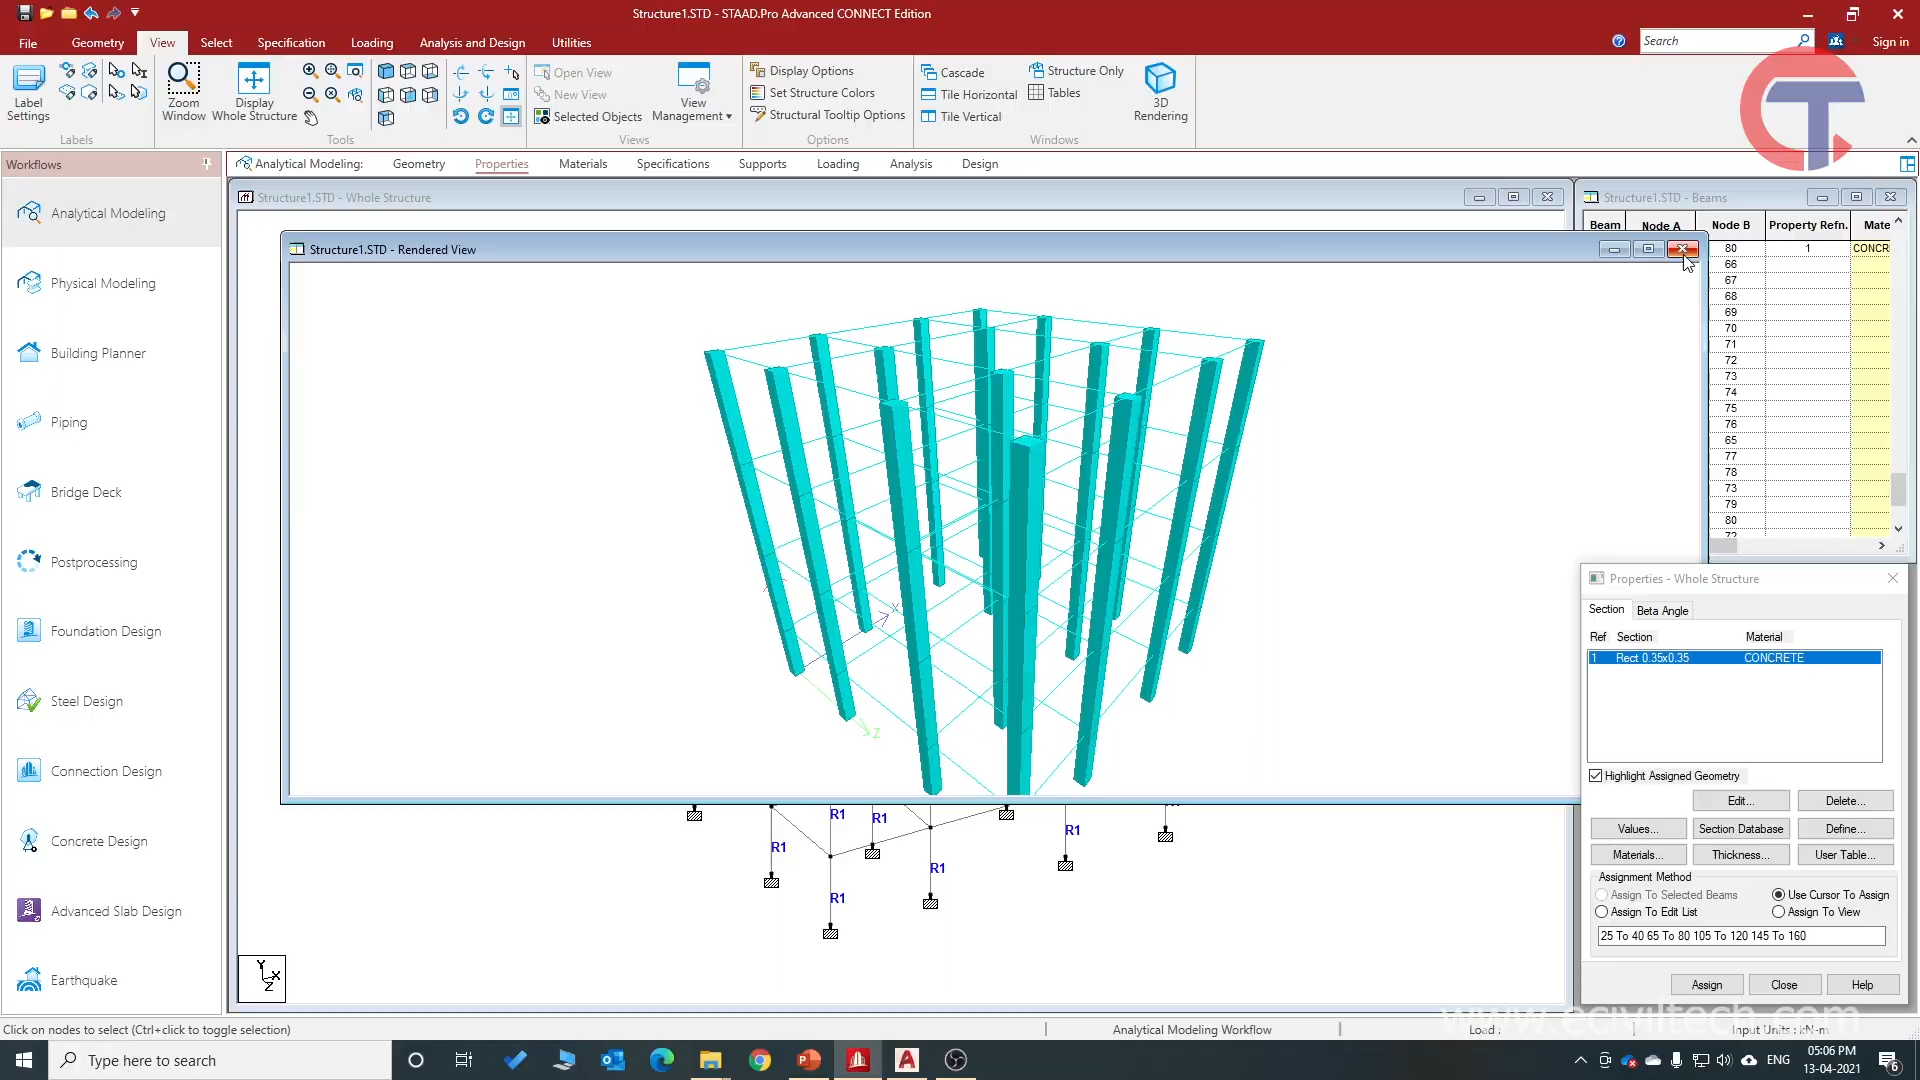 Structure1.STD - STAAD.Pro Advanced CONNECT Edition
File
Geometry
View
Select
Specification
Loading
Analysis and Design
Utilities
Search
Sign in
Label Settings
Labels
Zoom Window
Display Whole Structure
Tools
Open View
New View
Selected Objects
View Management
Views
Display Options
Set Structure Colors
Structural Tooltip Options
Options
Cascade
Tile Horizontal
Tile Vertical
Structure Only
Tables
Windows
3D Rendering
CT
Workflows
Analytical Modeling
Physical Modeling
Building Planner
Piping
Bridge Deck
Postprocessing
Foundation Design
Steel Design
Connection Design
Concrete Design
Advanced Slab Design
Earthquake
Analytical Modeling:
Geometry
Properties
Materials
Specifications
Supports
Loading
Analysis
Design
Structure1.STD - Whole Structure
Structure1.STD - Rendered View
X
Z
R1
R1
R1
R1
R1
R1
Y
X
Z
Structure1.STD - Beams
Beam Node A Node B Property Refn. Mate
80 1 CONCR
66
67
68
69
70
71
72
73
74
75
76
65
77
78
73
79
80
72
Properties - Whole Structure
Section
Beta Angle
Ref Section Material
1 Rect 0.35x0.35 CONCRETE
Highlight Assigned Geometry
Edit...
Delete...
Values...
Section Database
Define...
Materials...
Thickness...
User Table...
Assignment Method
Assign To Selected Beams
Use Cursor To Assign
Assign To Edit List
Assign To View
25 To 40 65 To 80 105 To 120 145 To 160
Assign
Close
Help
www.eciviltech.com
Click on nodes to select (Ctrl+click to toggle selection)
Analytical Modeling Workflow
Load :
Input Units : kN-m
Type here to search
ENG
05:06 PM
13-04-2021
6